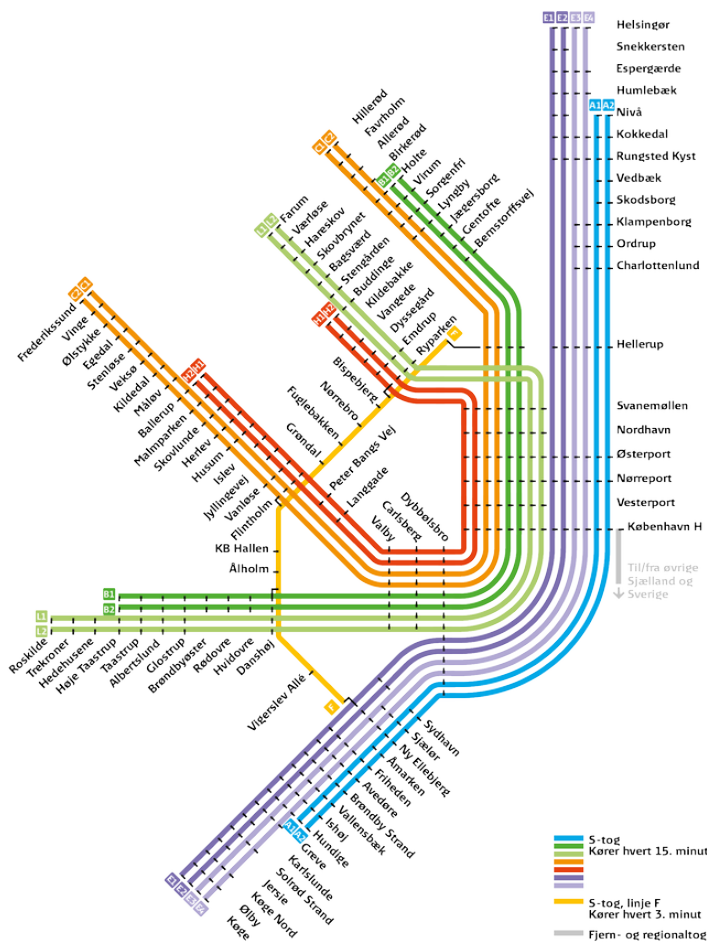 E1 E2 E3 E4
Helsingør
Snekkersten
Espergærde
Humlebæk
A1 A2
Nivå
Kokkedal
Rungsted Kyst
Vedbæk
Skodsborg
Klampenborg
Ordrup
Charlottenlund
Hellerup
Svanemøllen
Nordhavn
Østerport
Nørreport
Vesterport
København H
Til/fra øvrige
Sjælland og
Sverige
C1 C2
Hillerød
Favrholm
Allerød
Birkerød
B1 B2
Holte
Virum
Sorgenfri
Lyngby
Jægersborg
Gentofte
Bernstorffsvej
L1 L2
Farum
Værløse
Hareskov
Skovbrynet
Bagsværd
Stengården
Buddinge
Kildebakke
Vangede
Dyssegård
Emdrup
Ryparken
F
H1 H2
Bispebjerg
Nørrebro
Fuglebakken
Grøndal
C2 C1
Frederikssund
Vinge
Ølstykke
Egedal
Stenløse
Veksø
Kildedal
Måløv
H2 H1
Ballerup
Malmparken
Skovlunde
Herlev
Husum
Islev
Jyllingevej
Vanløse
Flintholm
Peter Bangs Vej
Langgade
Valby
Carlsberg
Dybbølsbro
KB Hallen
Ålholm
B1
B2
L1
L2
Roskilde
Trekroner
Hedehusene
Høje Taastrup
Taastrup
Albertslund
Glostrup
Brøndbyøster
Rødovre
Hvidovre
Danshøj
Vigerslev Allé
F
Sydhavn
Sjælør
Ny Ellebjerg
Åmarken
Friheden
Avedøre
Brøndby Strand
Vallensbæk
Ishøj
Hundige
A1 A2
Greve
Karlslunde
Solrød Strand
Jersie
Køge Nord
Ølby
Køge
E1 E2 E3 E4
S-tog
Kører hvert 15. minut
S-tog, linje F
Kører hvert 3. minut
Fjern- og regionaltog